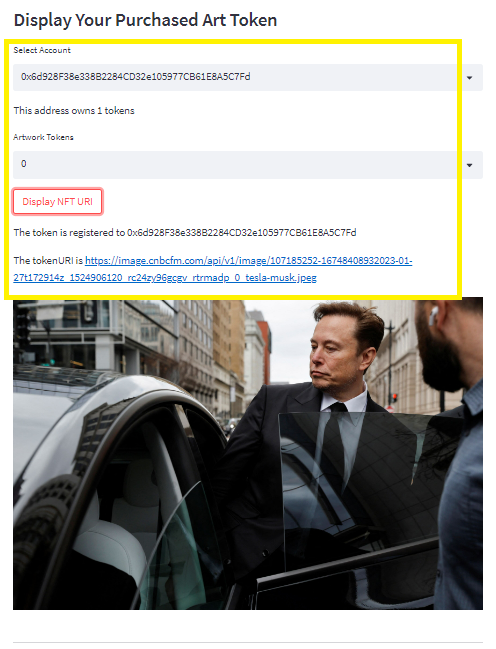 Display Your Purchased Art Token
Select Account
0x6d928F38e338B2284CD32e105977CB61E8A5C7Fd
This address owns 1 tokens
Artwork Tokens
0
Display NFT URI
The token is registered to 0x6d928F38e338B2284CD32e105977CB61E8A5C7Fd
The tokenURI is https://image.cnbcfm.com/api/v1/image/107185252-16748408932023-01-
27t172914z_1524906120_rc24zy96gcgv_rtrmadp_0_tesla-musk.jpeg